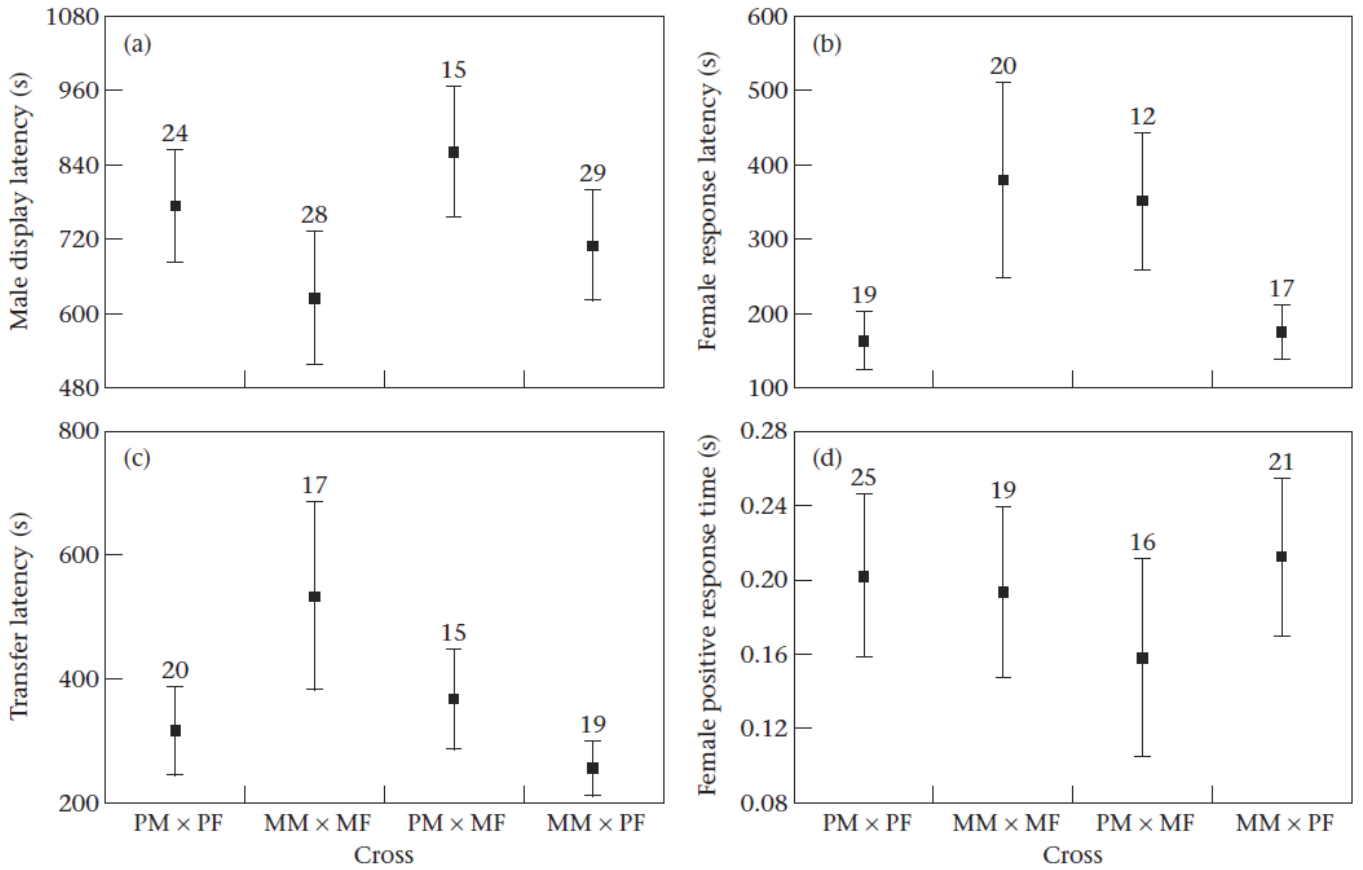 Male display latency (s)
(a)
1080
960
840
720
600
480
24
28
15
29
Female response latency (s)
(b)
600
500
400
300
200
100
19
20
12
17
Transfer latency (s)
(c)
800
600
400
200
20
17
15
19
PM × PF
MM × MF
PM × MF
MM × PF
Cross
Female positive response time (s)
(d)
0.28
0.24
0.20
0.16
0.12
0.08
25
19
16
21
PM × PF
MM × MF
PM × MF
MM × PF
Cross